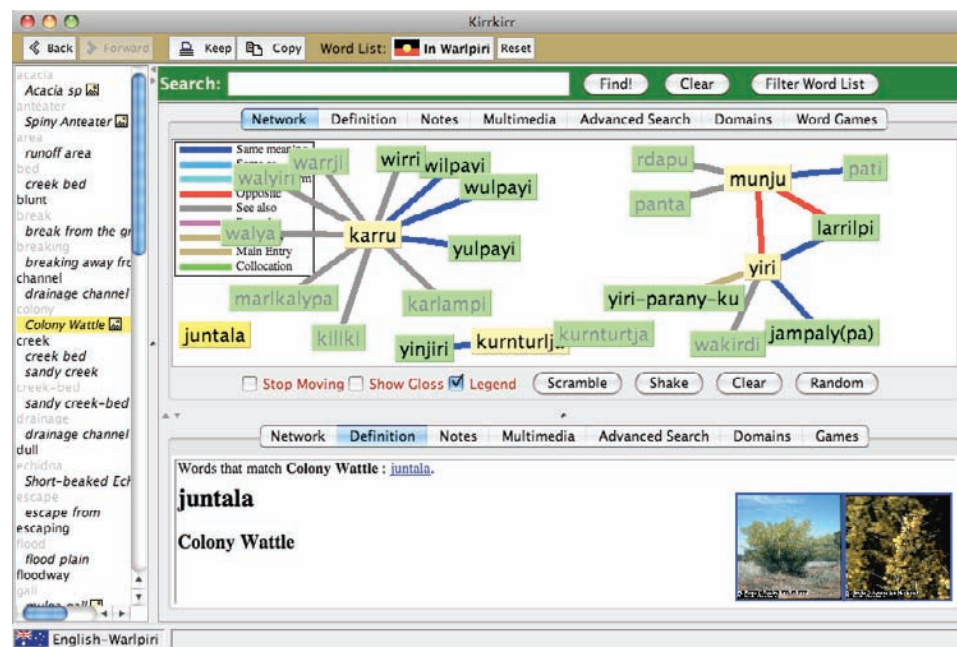 Kirrkirr
Back Forward Keep Copy Word List: In Warlpiri Reset
acacia
Acacia sp
anteater
Spiny Anteater
area
runoff area
bed
creek bed
blunt
break
break from the gr
breaking
breaking away fro
channel
drainage channel
colony
Colony Wattle
creek
creek bed
sandy creek
creek-bed
sandy creek-bed
drainage
drainage channel
dull
echidna
Short-beaked Ech
escape
escape from
escaping
flood
flood plain
floodway
gall
mulga gall
Search: Find! Clear Filter Word List
Network Definition Notes Multimedia Advanced Search Domains Word Games
Same meaning
Opposite
See also
Main Entry
Collocation
warrji
wirri
wilpayi
walyiri
wulpayi
walya
karru
yulpayi
marlkalypa
karlampi
kiliki
juntala
yinjiri
kurnturlju
kurnturtja
rdapu
munju
pati
panta
larrilpi
yiri
yiri-parany-ku
wakirdi
jampaly(pa)
Stop Moving Show Gloss Legend Scramble Shake Clear Random
Network Definition Notes Multimedia Advanced Search Domains Games
Words that match Colony Wattle : juntala.
juntala
Colony Wattle
English-Warlpiri